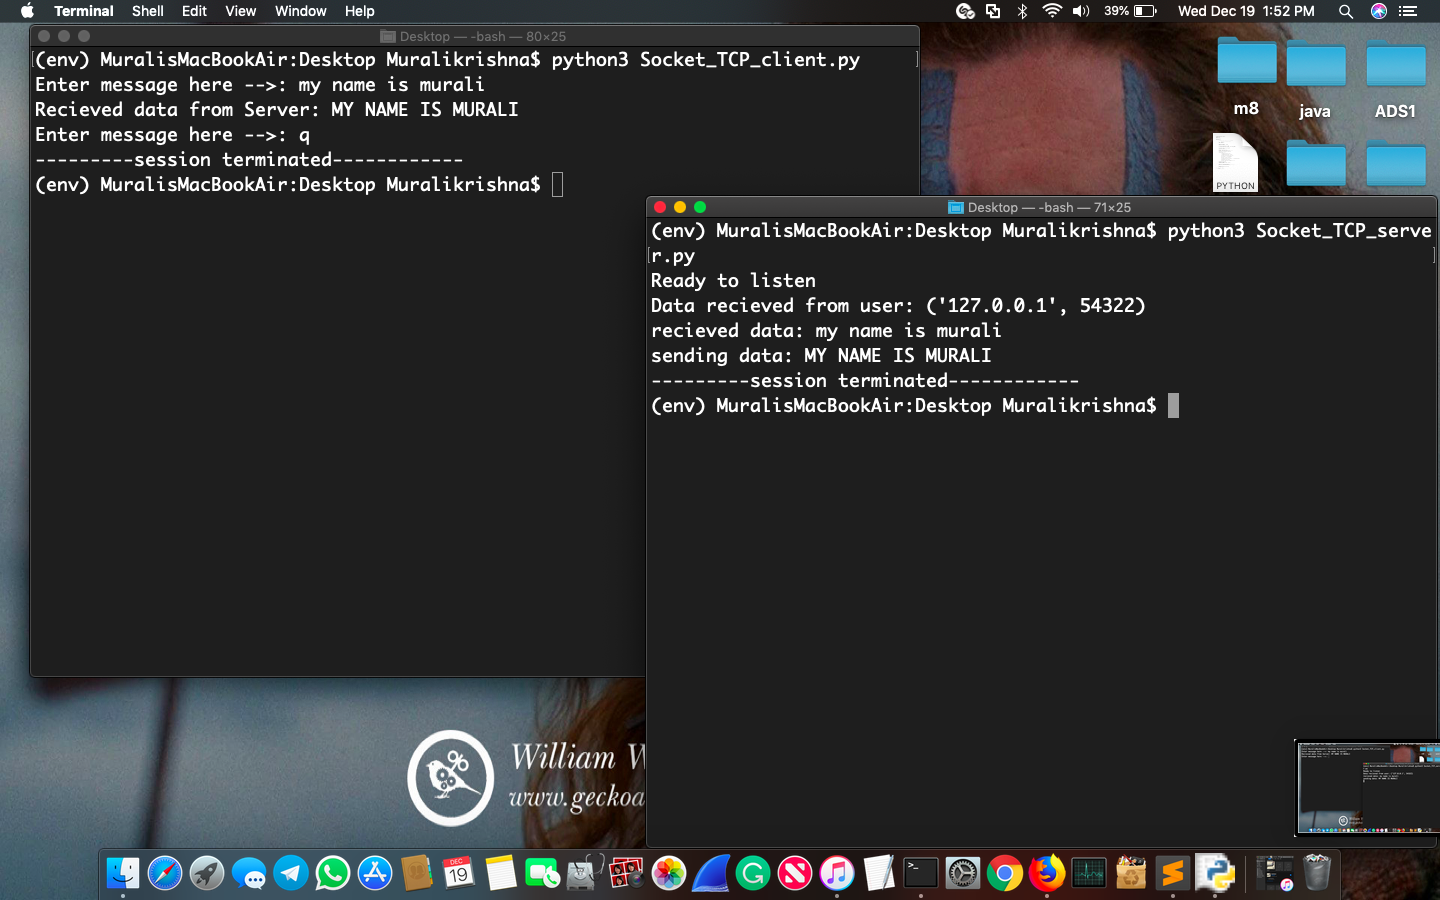 Terminal Shell Edit View Window Help 39% Wed Dec 19 1:52 PM
Desktop — -bash — 80×25
(env) MuralisMacBookAir:Desktop Muralikrishna$ python3 Socket_TCP_client.py
Enter message here -->: my name is murali
Recieved data from Server: MY NAME IS MURALI
Enter message here -->: q
---------session terminated------------
(env) MuralisMacBookAir:Desktop Muralikrishna$
m8 java ADS1
PYTHON
Desktop — -bash — 71×25
(env) MuralisMacBookAir:Desktop Muralikrishna$ python3 Socket_TCP_serve
r.py
Ready to listen
Data recieved from user: ('127.0.0.1', 54322)
recieved data: my name is murali
sending data: MY NAME IS MURALI
---------session terminated------------
(env) MuralisMacBookAir:Desktop Muralikrishna$
William
www.geckoa
DEC
19